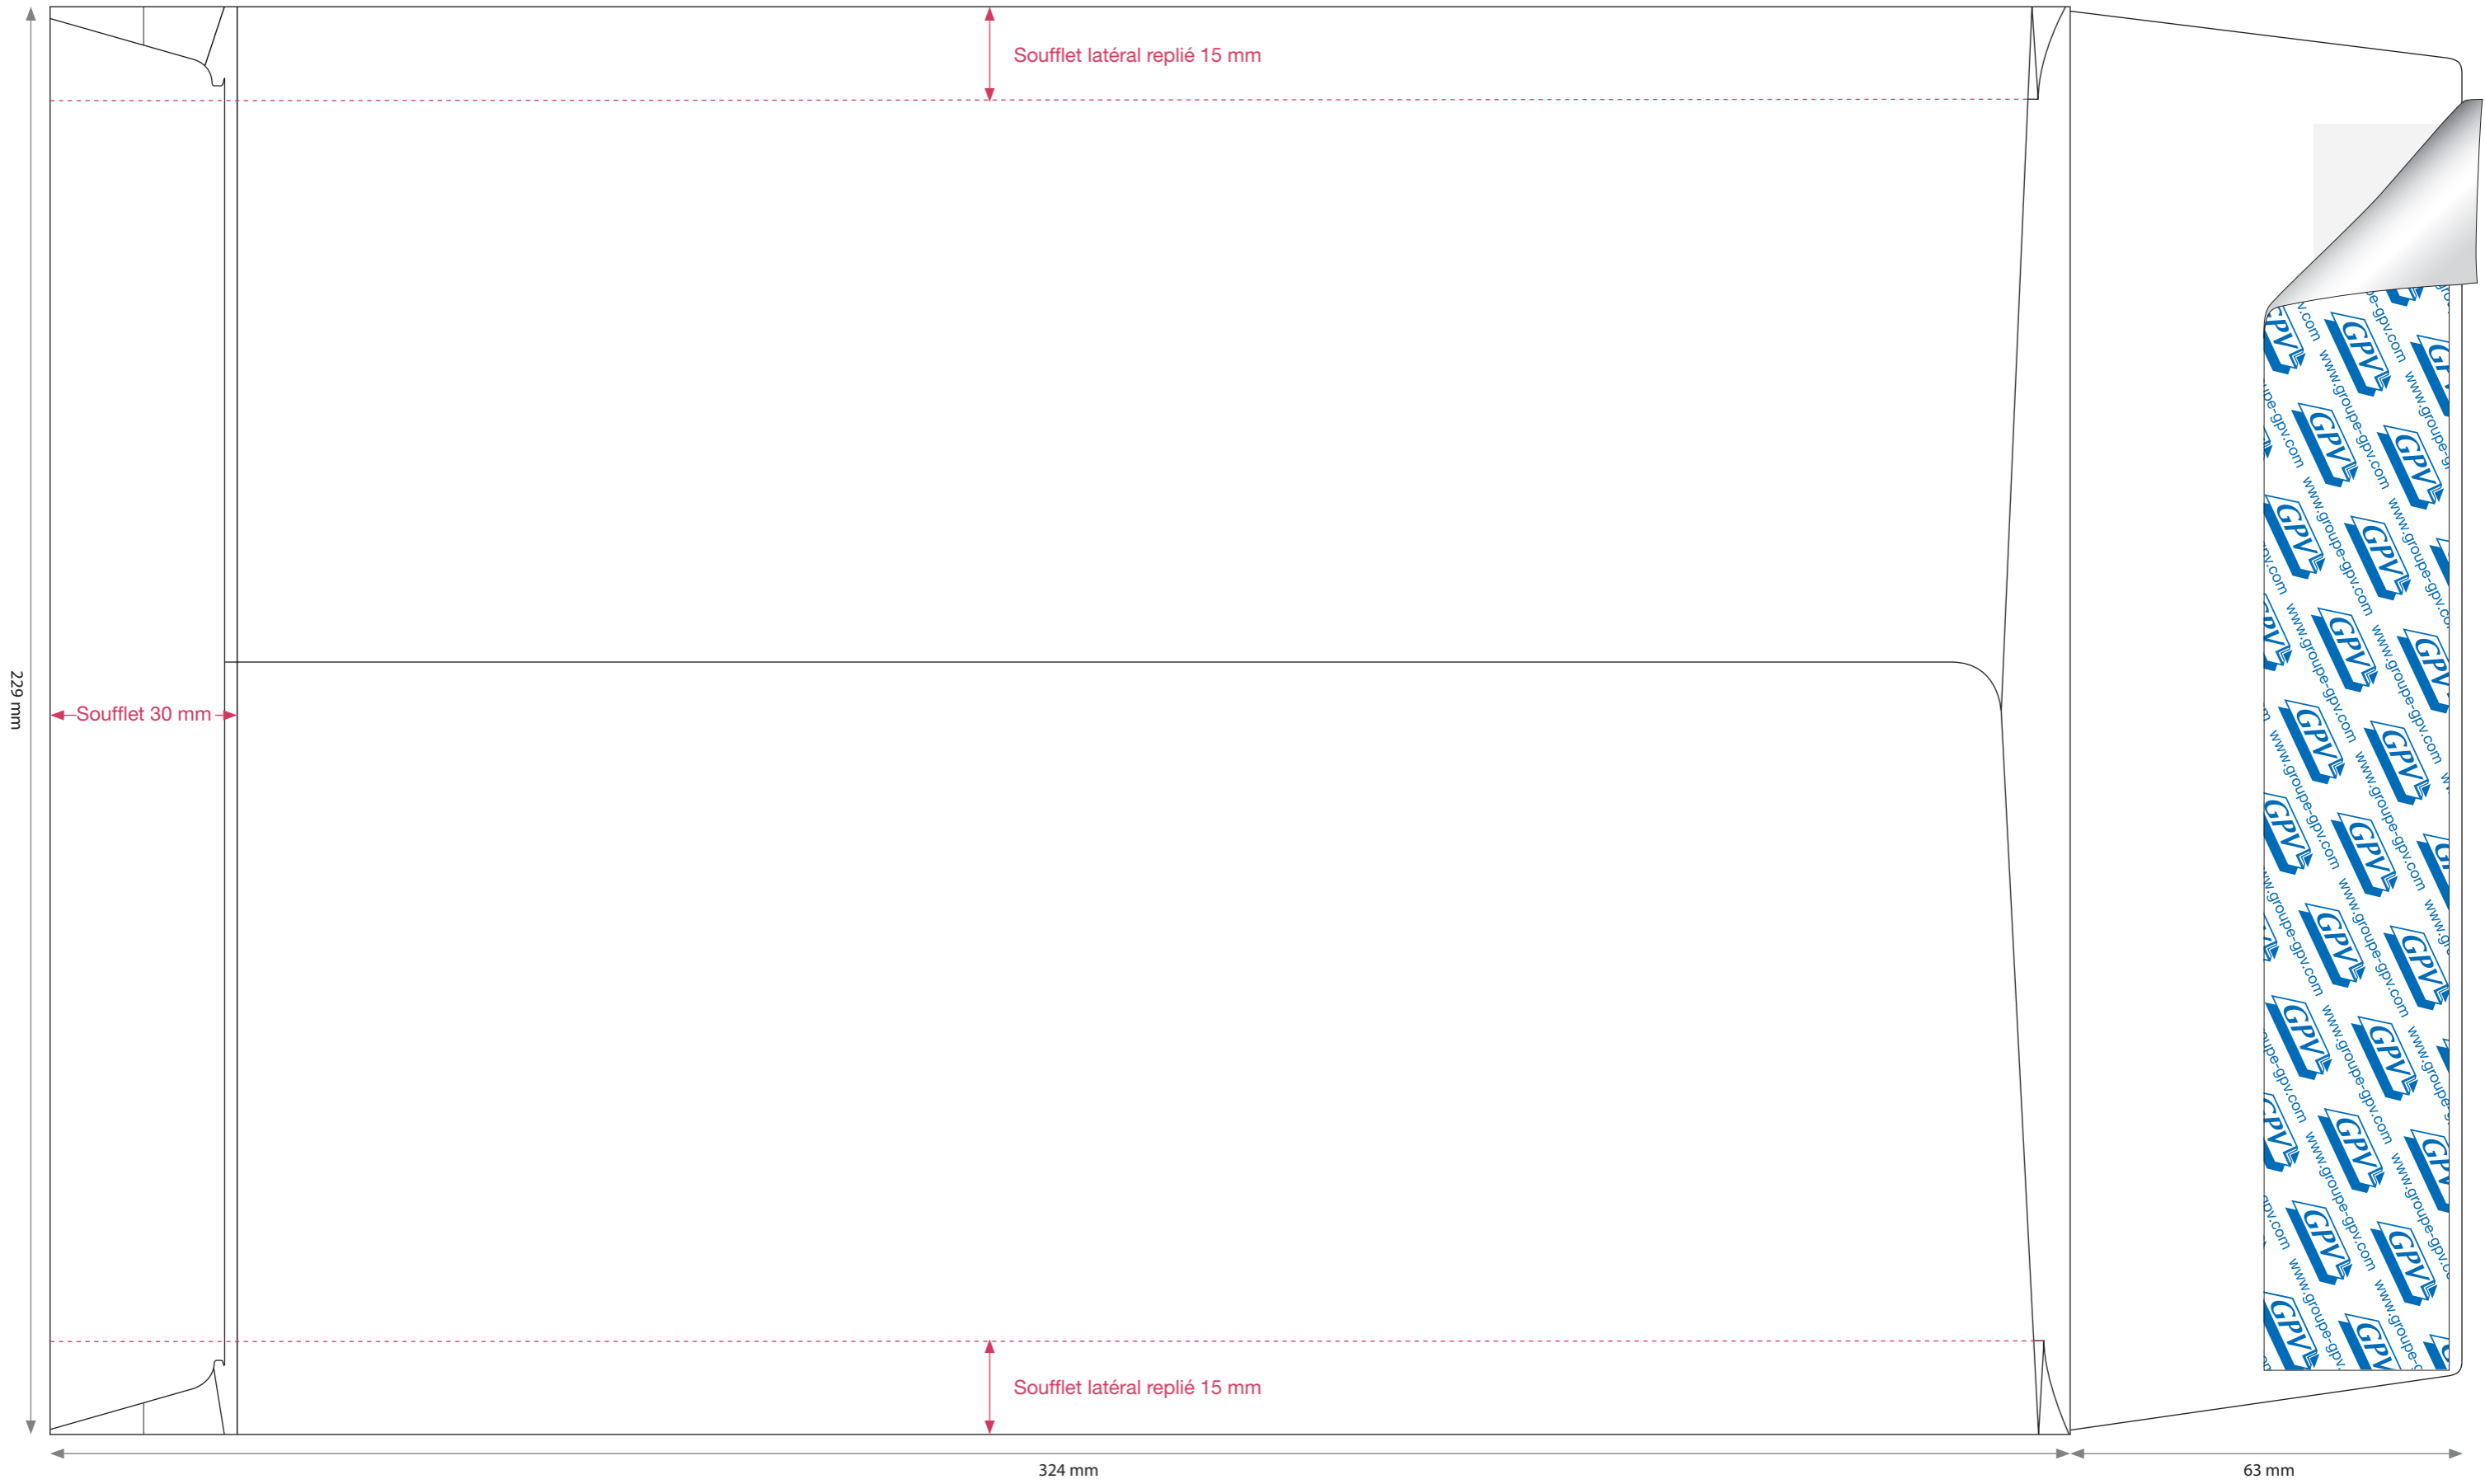 Soufflet latéral replié 15 mm
229 mm
Soufflet 30 mm
Soufflet latéral replié 15 mm
324 mm
63 mm
GPV
www.groupe-gpv.com